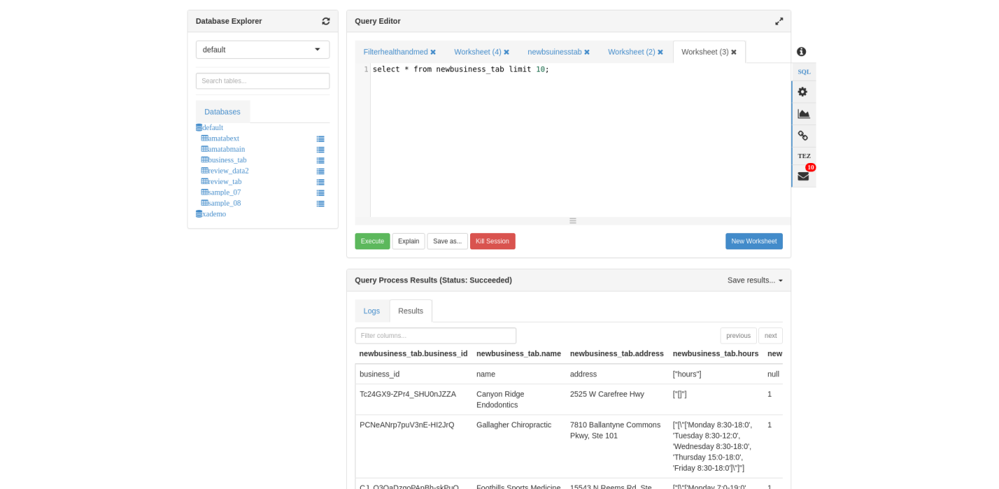 Database Explorer
default
Search tables...
Databases
default
amatabext
amatabmain
business_tab
review_data2
review_tab
sample_07
sample_08
xademo
Query Editor
Filterhealthandmed
Worksheet (4)
newbsuinesstab
Worksheet (2)
Worksheet (3)
1 select * from newbusiness_tab limit 10;
SQL
TEZ
10
Execute
Explain
Save as...
Kill Session
New Worksheet
Query Process Results (Status: Succeeded)
Save results...
Logs
Results
Filter columns...
previous
next
newbusiness_tab.business_id newbusiness_tab.name newbusiness_tab.address newbusiness_tab.hours new
business_id name address ["hours"] null
Tc24GX9-ZPr4_SHU0nJZZA Canyon Ridge 2525 W Carefree Hwy ["[]"] 1
Endodontics
PCNeANrp7puV3nE-HI2JrQ Gallagher Chiropractic 7810 Ballantyne Commons ["[\"['Monday 8:30-18:0', 1
Pkwy, Ste 101 'Tuesday 8:30-12:0',
'Wednesday 8:30-18:0',
'Thursday 15:0-18:0',
'Friday 8:30-18:0']\"]"]
Foothills Sports Medicine 15543 N Reems Rd, Ste ["[\"['Monday 7:0-19:0', 1